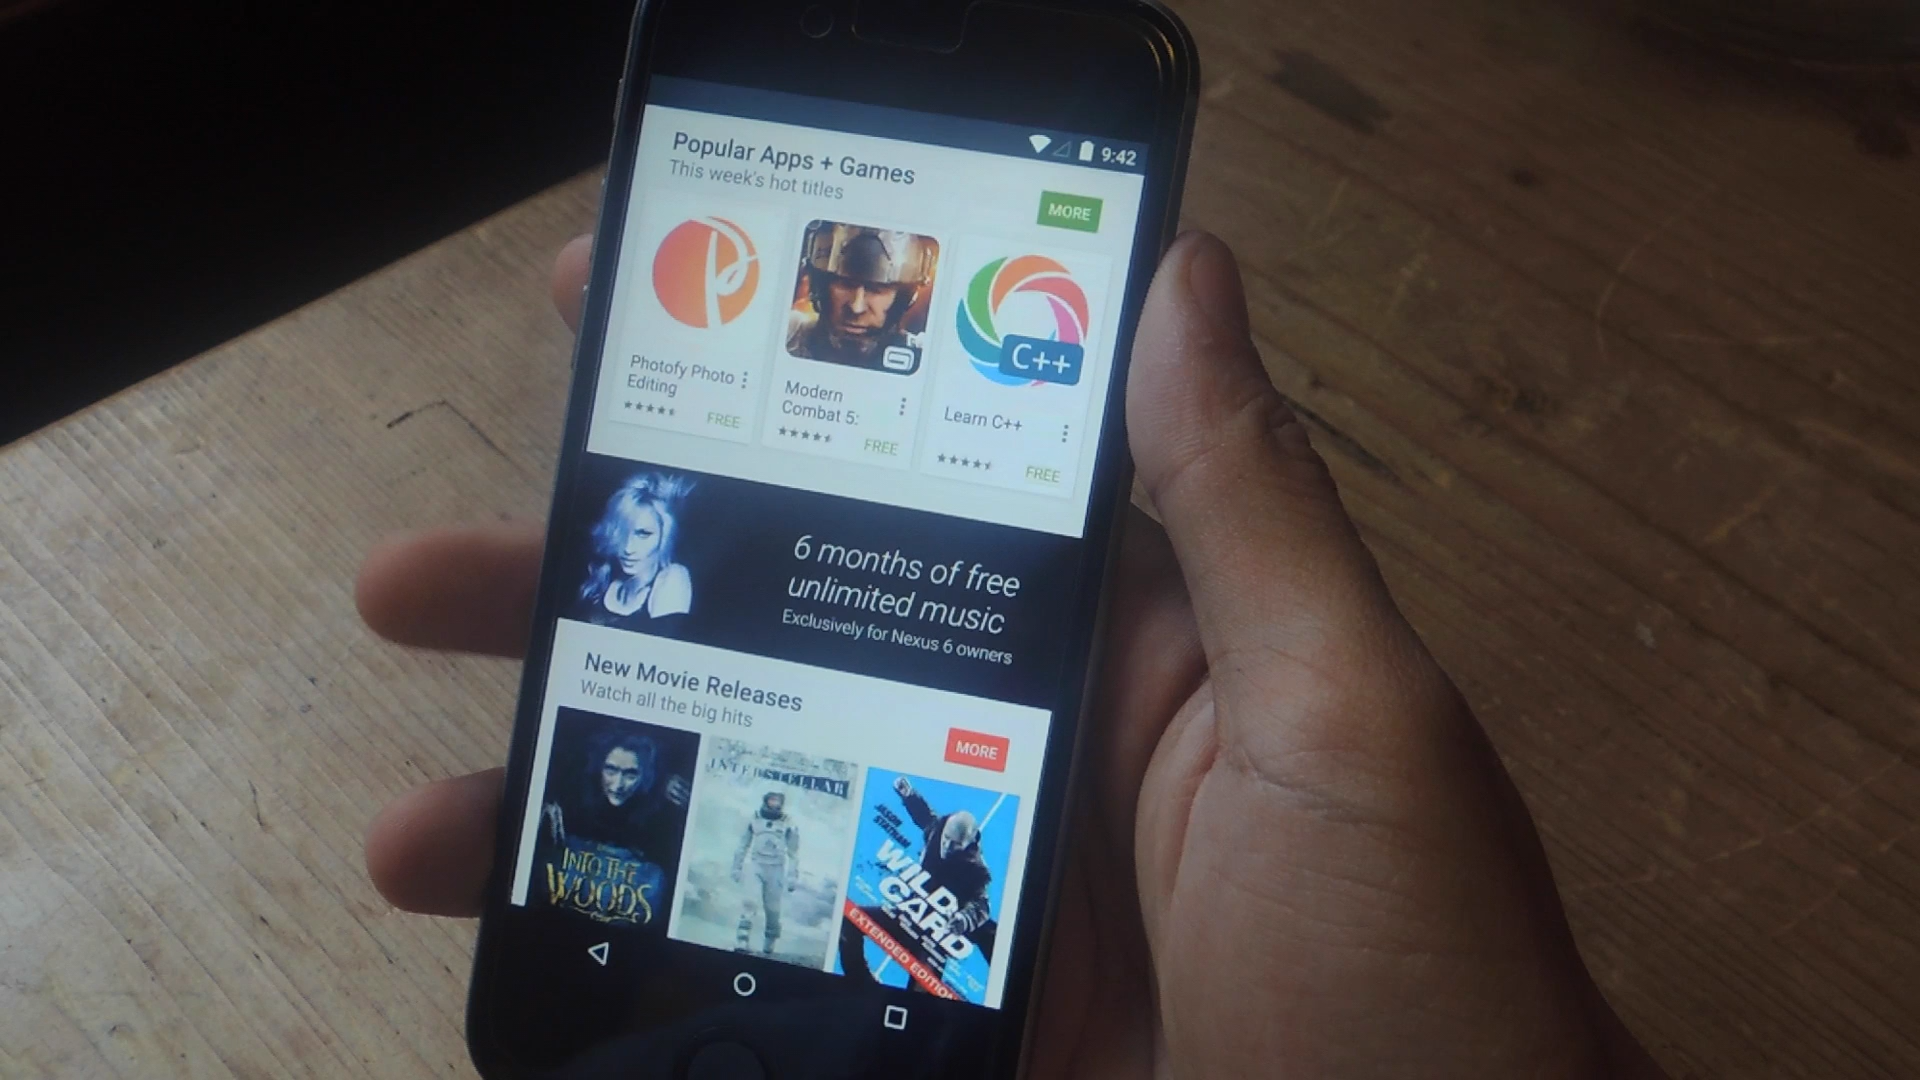 9:42
Popular Apps + Games
This week's hot titles
MORE
Photofy Photo
Editing
FREE
Modern
Combat 5:
FREE
C++
Learn C++
FREE
6 months of free
unlimited music
Exclusively for Nexus 6 owners
New Movie Releases
Watch all the big hits
MORE
INTO THE
WOODS
INTERSTELLAR
JASON
STATHAM
WILD
CARD
EXTENDED EDITION